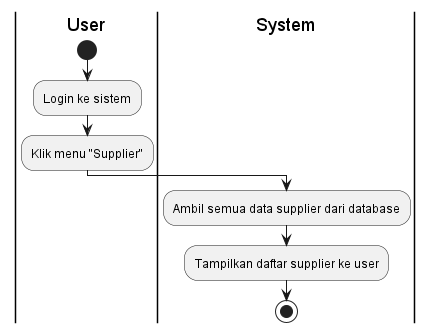 User
System
Login ke sistem
Klik menu "Supplier"
Ambil semua data supplier dari database
Tampilkan daftar supplier ke user